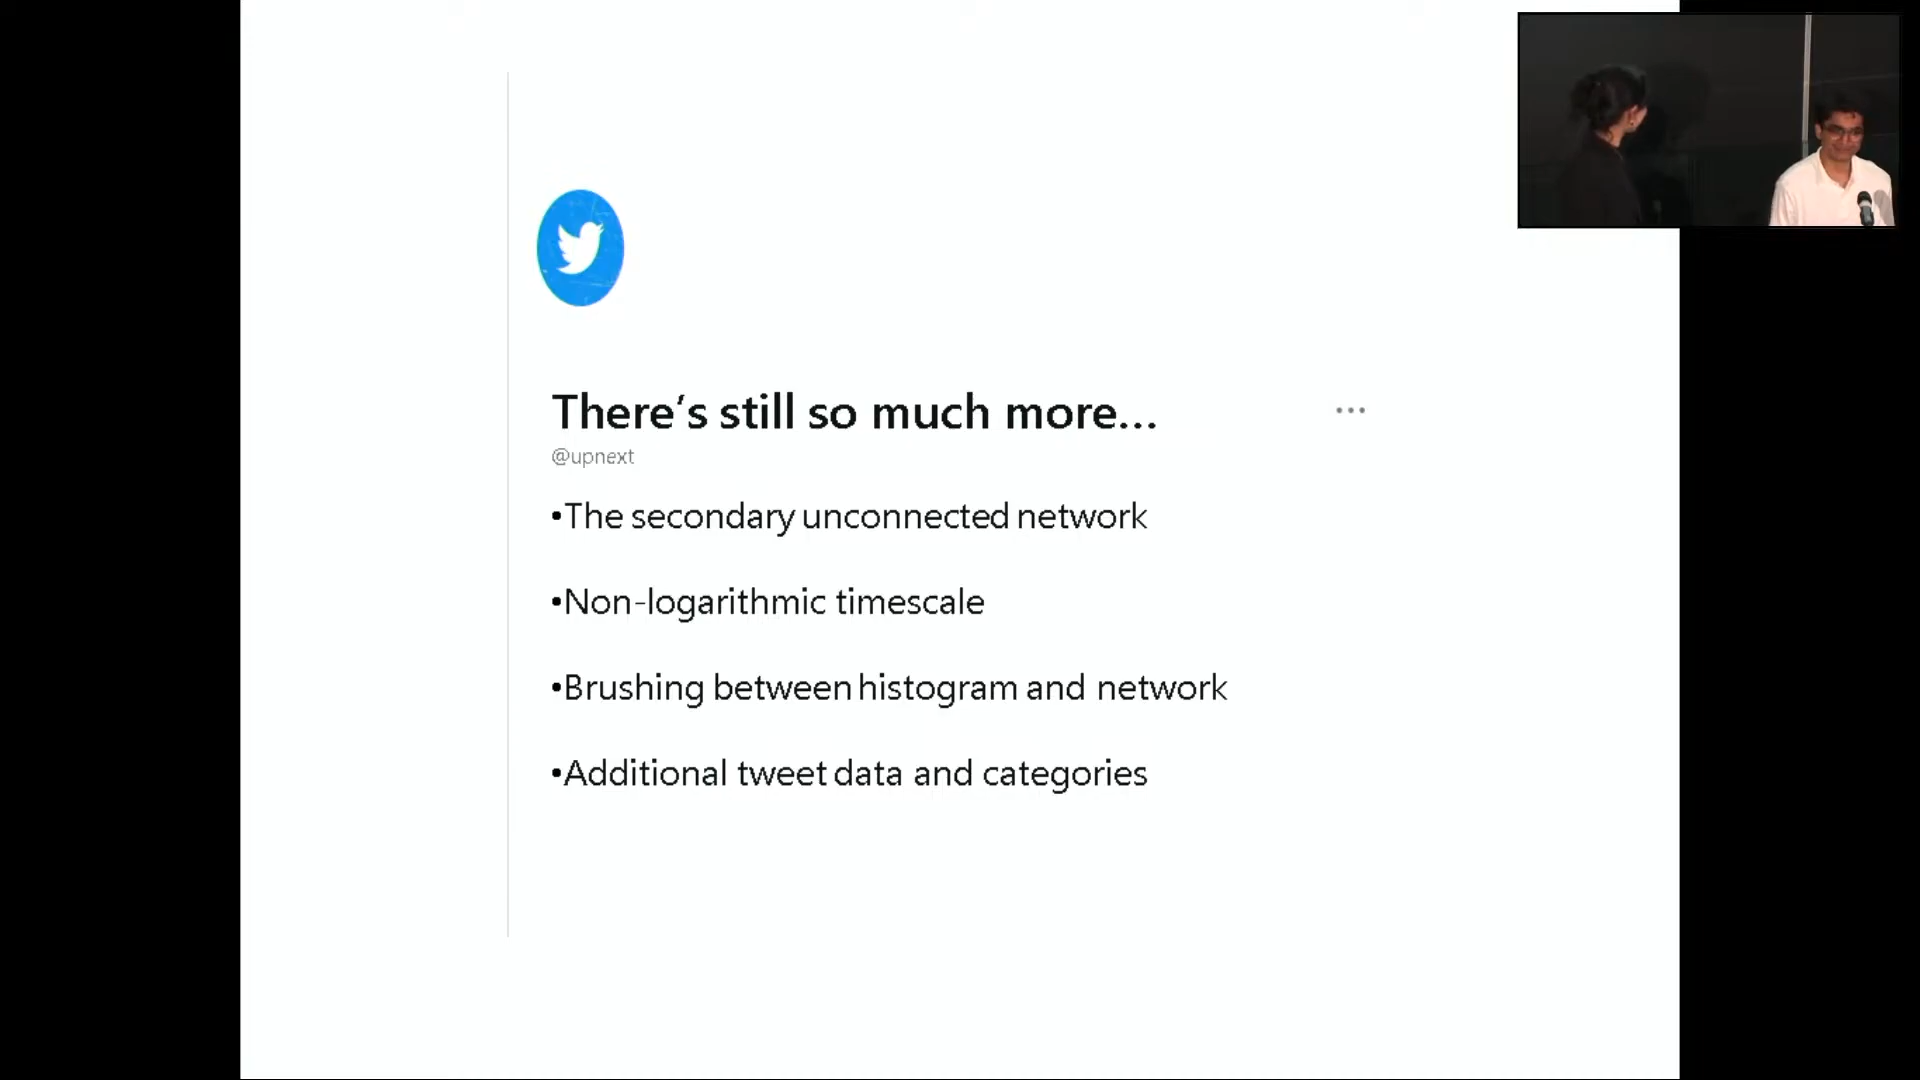 There's still so much more...
@upnext
•The secondary unconnected network
•Non-logarithmic timescale
•Brushing between histogram and network
•Additional tweet data and categories